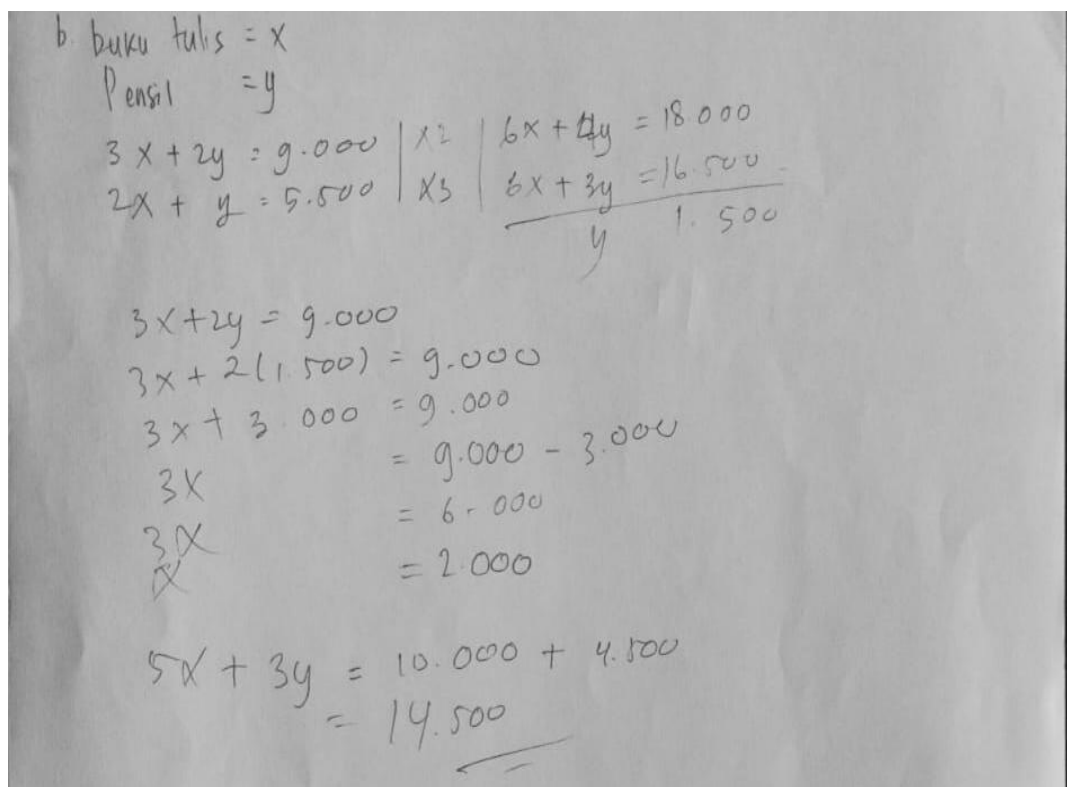 b. buku tulis = x
Pensil = y
3x + 2y = 9.000 | x2 | 6x + 4y = 18.000
2x + y = 5.500 | x3 | 6x + 3y = 16.500 -
y 1.500
3x + 2y = 9.000
3x + 2(1.500) = 9.000
3x + 3.000 = 9.000
3x = 9.000 - 3.000
3x = 6.000
x = 2.000
5x + 3y = 10.000 + 4.500
= 14.500